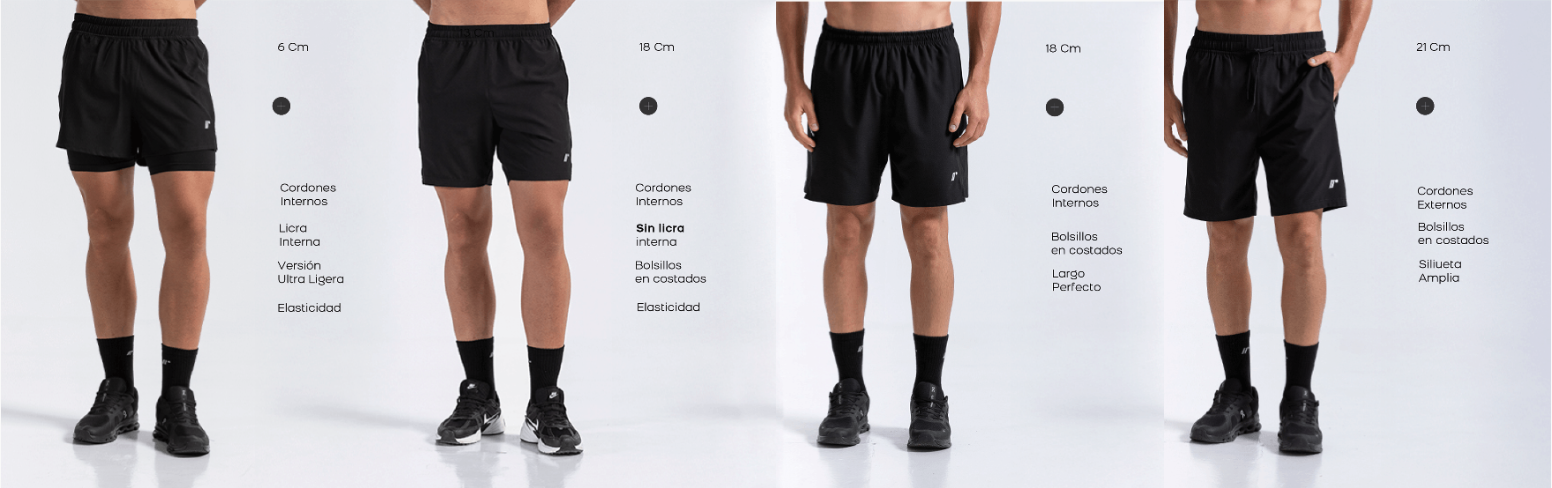 6 Cm
Cordones
Internos
Licra
Interna
Versión
Ultra Ligera
Elasticidad
18 Cm
Cordones
Internos
Sin licra
interna
Bolsillos
en costados
Elasticidad
18 Cm
Cordones
Internos
Bolsillos
en costados
Largo
Perfecto
21 Cm
Cordones
Externos
Bolsillos
en costados
Siliueta
Amplia